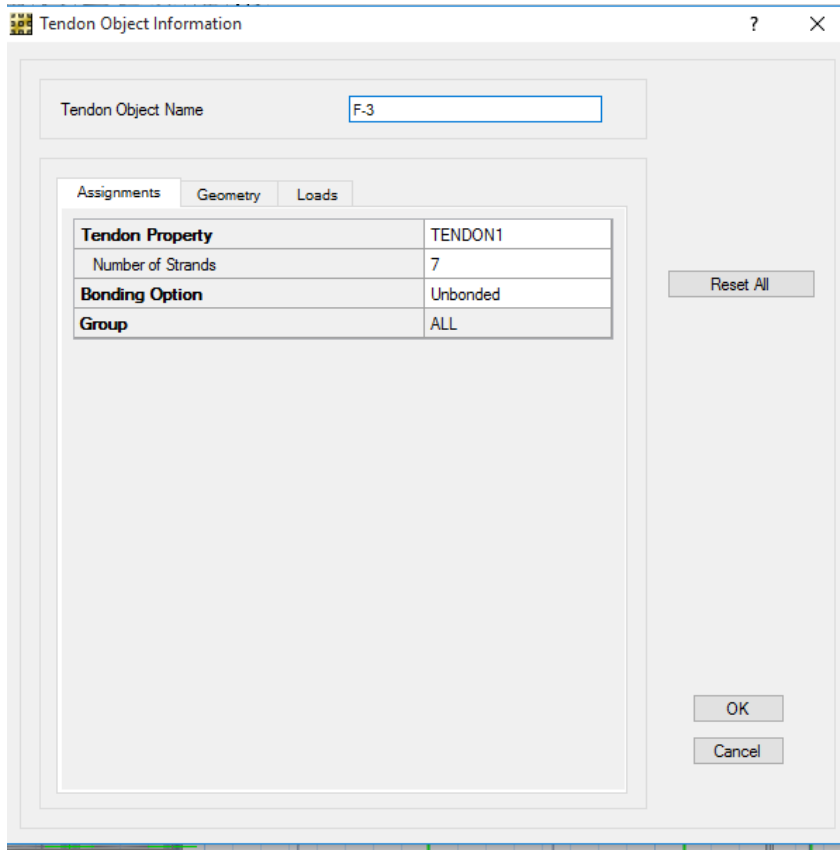 Tendon Object Information ?
Tendon Object Name F-3
Assignments Geometry Loads
Tendon Property TENDON1
Number of Strands 7
Bonding Option Unbonded
Group ALL
Reset All
OK
Cancel